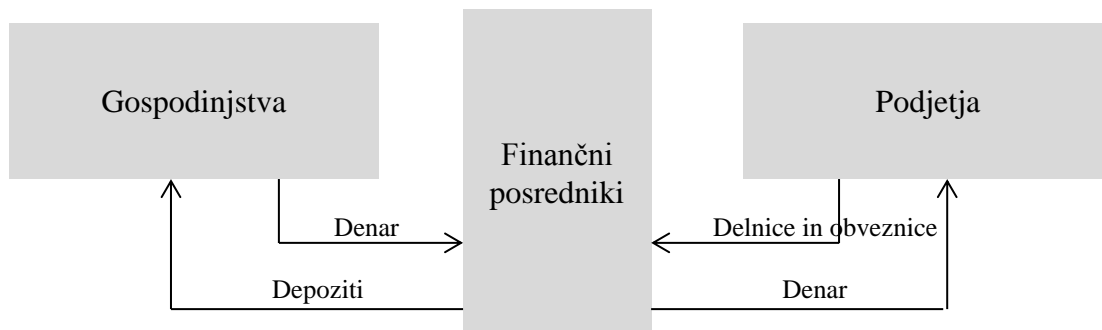 Gospodinjstva
Finančni
posredniki
Podjetja
Denar
Delnice in obveznice
Depoziti
Denar